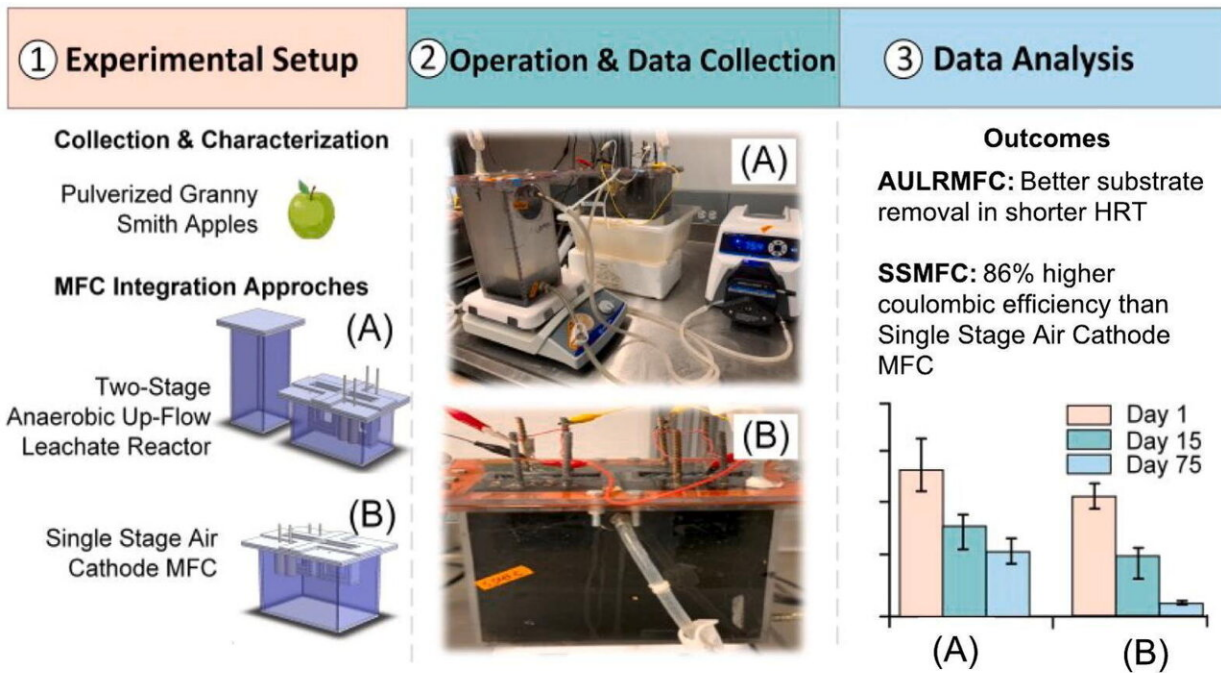 1 Experimental Setup
2 Operation & Data Collection
3 Data Analysis
Collection & Characterization
Pulverized Granny
Smith Apples
MFC Integration Approches
(A)
Two-Stage
Anaerobic Up-Flow
Leachate Reactor
(B)
Single Stage Air
Cathode MFC
(A)
(B)
Outcomes
AULRMFC: Better substrate
removal in shorter HRT
SSMFC: 86% higher
coulombic efficiency than
Single Stage Air Cathode
MFC
Day 1
Day 15
Day 75
(A)
(B)